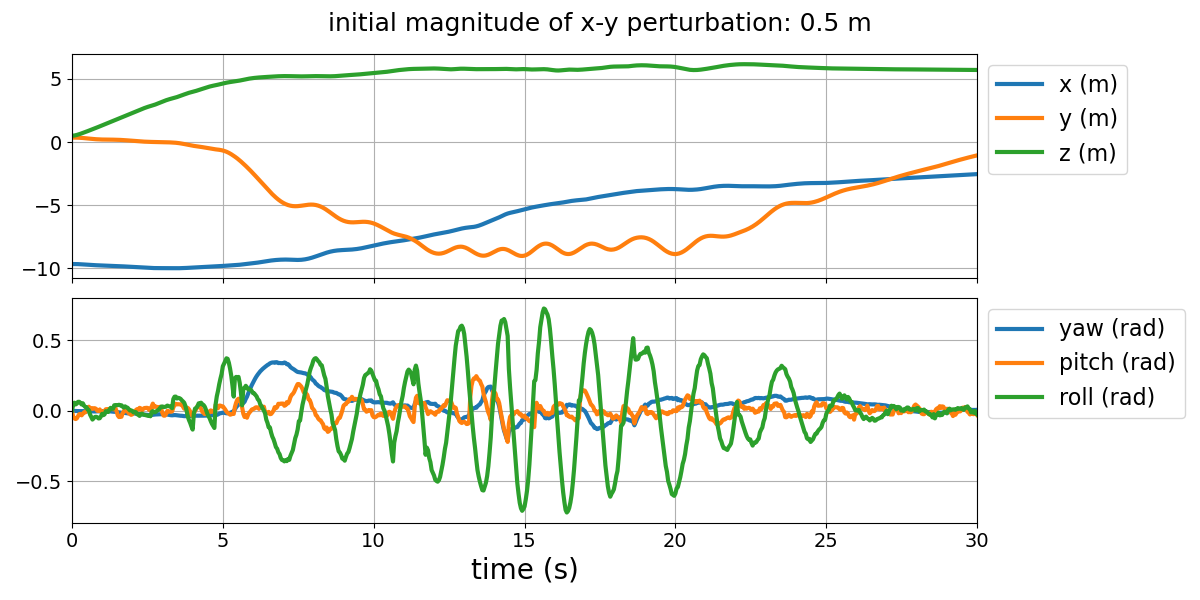 initial magnitude of x-y perturbation: 0.5 m
5
0
−5
−10
x (m)
y (m)
z (m)
0.5
0.0
−0.5
yaw (rad)
pitch (rad)
roll (rad)
0 5 10 15 20 25 30
time (s)